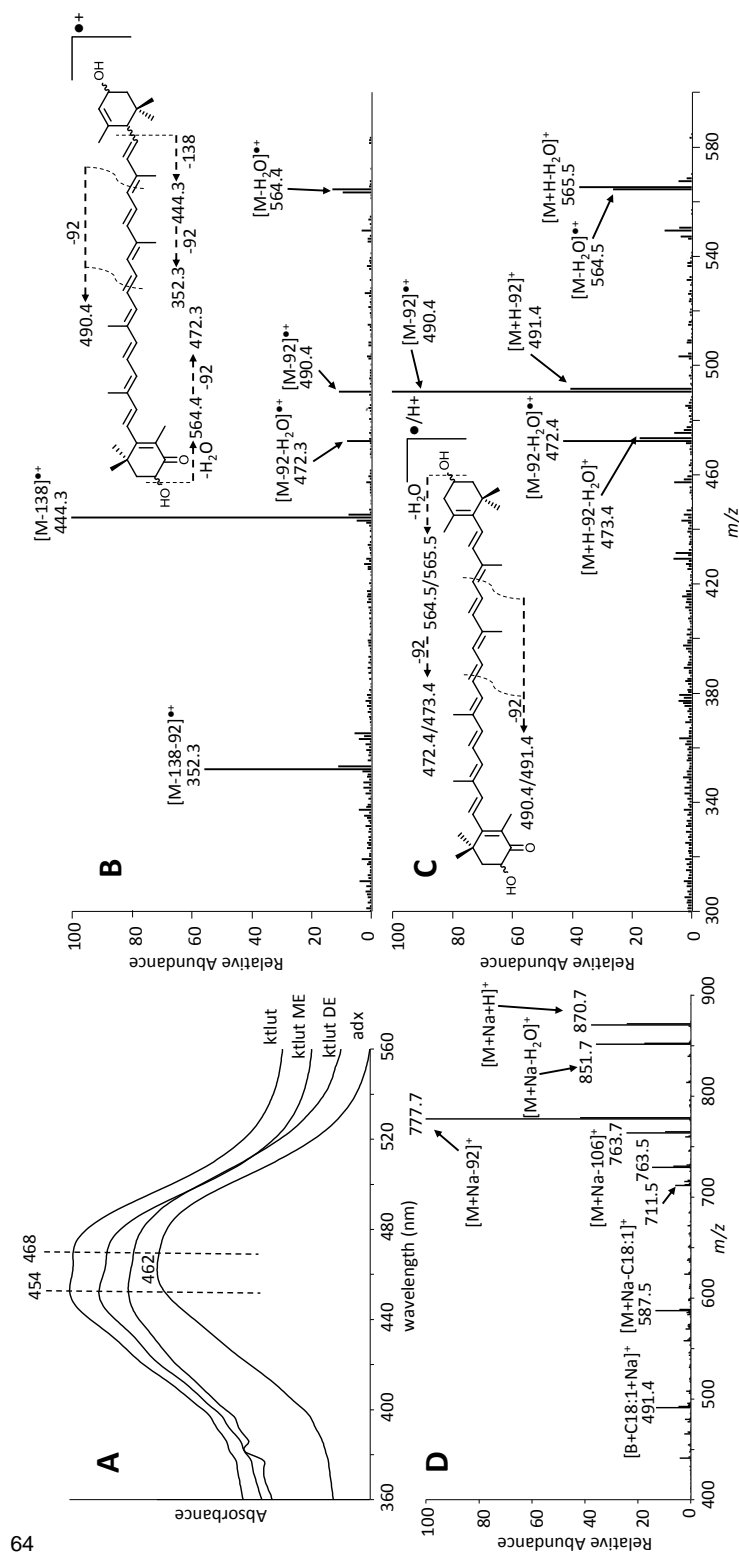 64
A
Absorbance
454
468
462
ktlut
ktlut ME
ktlut DE
adx
360
400
440
480
520
560
wavelength (nm)
B
Relative Abundance
100
80
60
40
20
0
[M-138-92]●+
352.3
[M-138]●+
444.3
[M-92-H2O]●+
472.3
[M-92]●+
490.4
[M-H2O]●+
564.4
●+
HO
O
OH
-H2O
564.4
-92
472.3
490.4
-92
352.3
-92
444.3
-138
C
Relative Abundance
100
80
60
40
20
0
●/H+
HO
O
OH
-H2O
472.4/473.4
-92
564.5/565.5
490.4/491.4
-92
[M+H-92-H2O]+
473.4
[M-92-H2O]●+
472.4
[M-92]●+
490.4
[M+H-92]+
491.4
[M-H2O]●+
564.5
[M+H-H2O]+
565.5
300
340
380
420
460
500
540
580
m/z
D
Relative Abundance
100
80
60
40
20
0
[B+C18:1+Na]+
491.4
[M+Na-C18:1]+
587.5
711.5
763.5
[M+Na-106]+
763.7
777.7
[M+Na-92]+
[M+Na-H2O]+
851.7
[M+Na+H]+
870.7
400
500
600
700
800
900
m/z